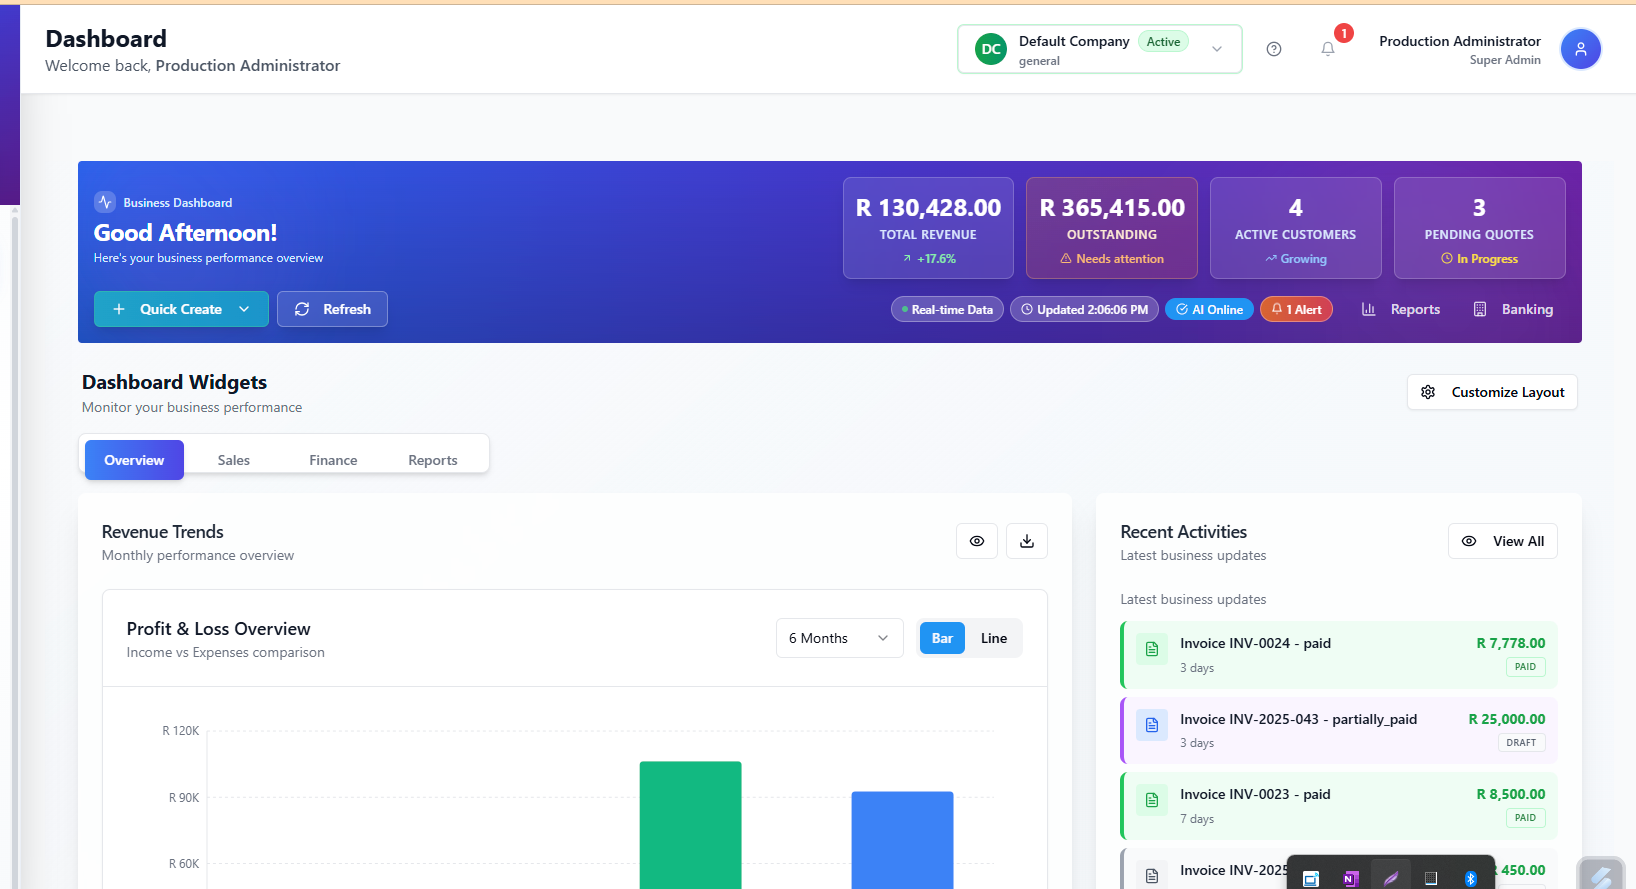 Dashboard
Welcome back, Production Administrator
DC
Default Company
Active
general
1
Production Administrator
Super Admin
Business Dashboard
Good Afternoon!
Here's your business performance overview
Quick Create
Refresh
R 130,428.00
TOTAL REVENUE
+17.6%
R 365,415.00
OUTSTANDING
Needs attention
4
ACTIVE CUSTOMERS
Growing
3
PENDING QUOTES
In Progress
Real-time Data
Updated 2:06:06 PM
AI Online
1 Alert
Reports
Banking
Dashboard Widgets
Monitor your business performance
Customize Layout
Overview
Sales
Finance
Reports
Revenue Trends
Monthly performance overview
Profit & Loss Overview
Income vs Expenses comparison
6 Months
Bar
Line
R 120K
R 90K
R 60K
Recent Activities
Latest business updates
View All
Latest business updates
Invoice INV-0024 - paid
R 7,778.00
3 days
PAID
Invoice INV-2025-043 - partially_paid
R 25,000.00
3 days
DRAFT
Invoice INV-0023 - paid
R 8,500.00
7 days
PAID
Invoice INV-2025
450.00
N